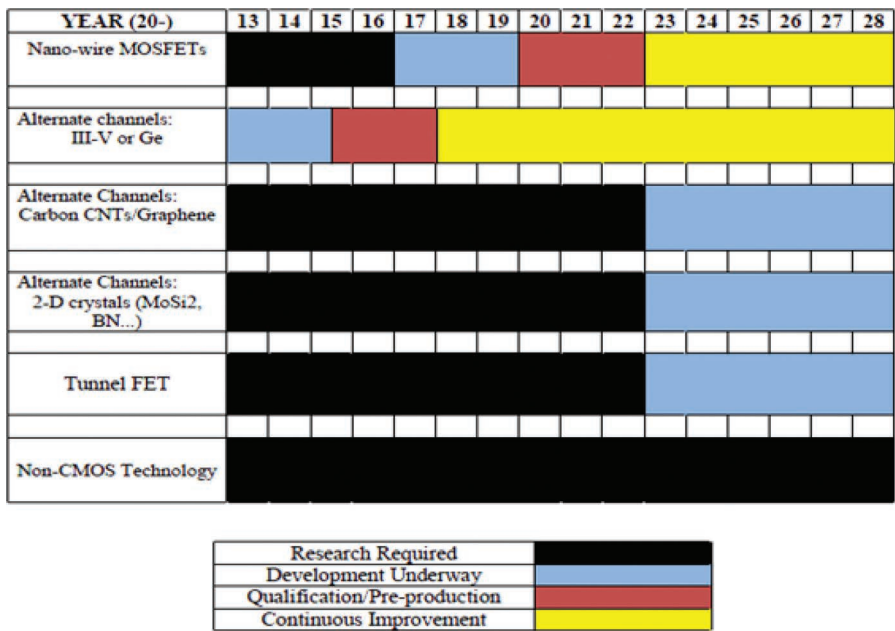 YEAR (20-) 13 14 15 16 17 18 19 20 21 22 23 24 25 26 27 28
Nano-wire MOSFETs
Alternate channels:
III-V or Ge
Alternate Channels:
Carbon CNTs/Graphene
Alternate Channels:
2-D crystals (MoSi2,
BN...)
Tunnel FET
Non-CMOS Technology
Research Required
Development Underway
Qualification/Pre-production
Continuous Improvement